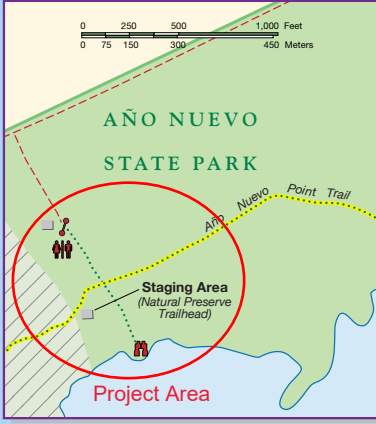 0 250 500 1,000 Feet
0 75 150 300 450 Meters
AÑO NUEVO
STATE PARK
Año Nuevo Point Trail
Staging Area
(Natural Preserve
Trailhead)
Project Area